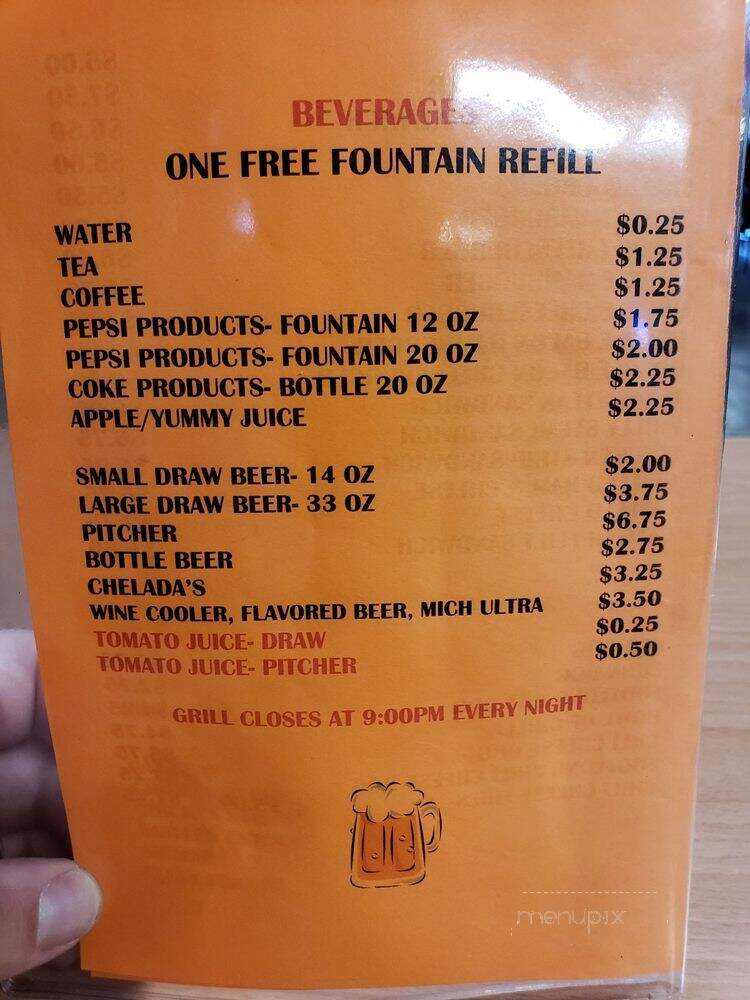 BEVERAGES
ONE FREE FOUNTAIN REFILL
WATER $0.25
TEA $1.25
COFFEE $1.25
PEPSI PRODUCTS- FOUNTAIN 12 OZ $1.75
PEPSI PRODUCTS- FOUNTAIN 20 OZ $2.00
COKE PRODUCTS- BOTTLE 20 OZ $2.25
APPLE/YUMMY JUICE $2.25
SMALL DRAW BEER- 14 OZ $2.00
LARGE DRAW BEER- 33 OZ $3.75
PITCHER $6.75
BOTTLE BEER $2.75
CHELADA'S $3.25
WINE COOLER, FLAVORED BEER, MICH ULTRA $3.50
TOMATO JUICE- DRAW $0.25
TOMATO JUICE- PITCHER $0.50
GRILL CLOSES AT 9:00PM EVERY NIGHT
menupix